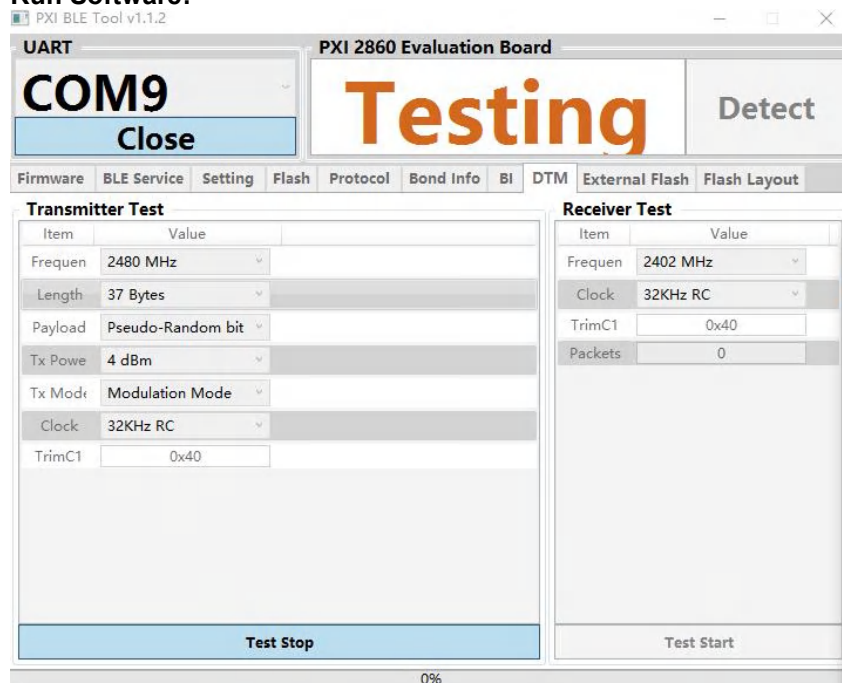 Run Software:
PXI BLE Tool v1.1.2
UART
PXI 2860 Evaluation Board
COM9
Close
Testing
Detect
Firmware BLE Service Setting Flash Protocol Bond Info BI DTM External Flash Flash Layout
Transmitter Test
Item Value
Frequen 2480 MHz
Length 37 Bytes
Payload Pseudo-Random bit
Tx Powe 4 dBm
Tx Mode Modulation Mode
Clock 32KHz RC
TrimC1 0x40
Test Stop
Receiver Test
Item Value
Frequen 2402 MHz
Clock 32KHz RC
TrimC1 0x40
Packets 0
Test Start
0%